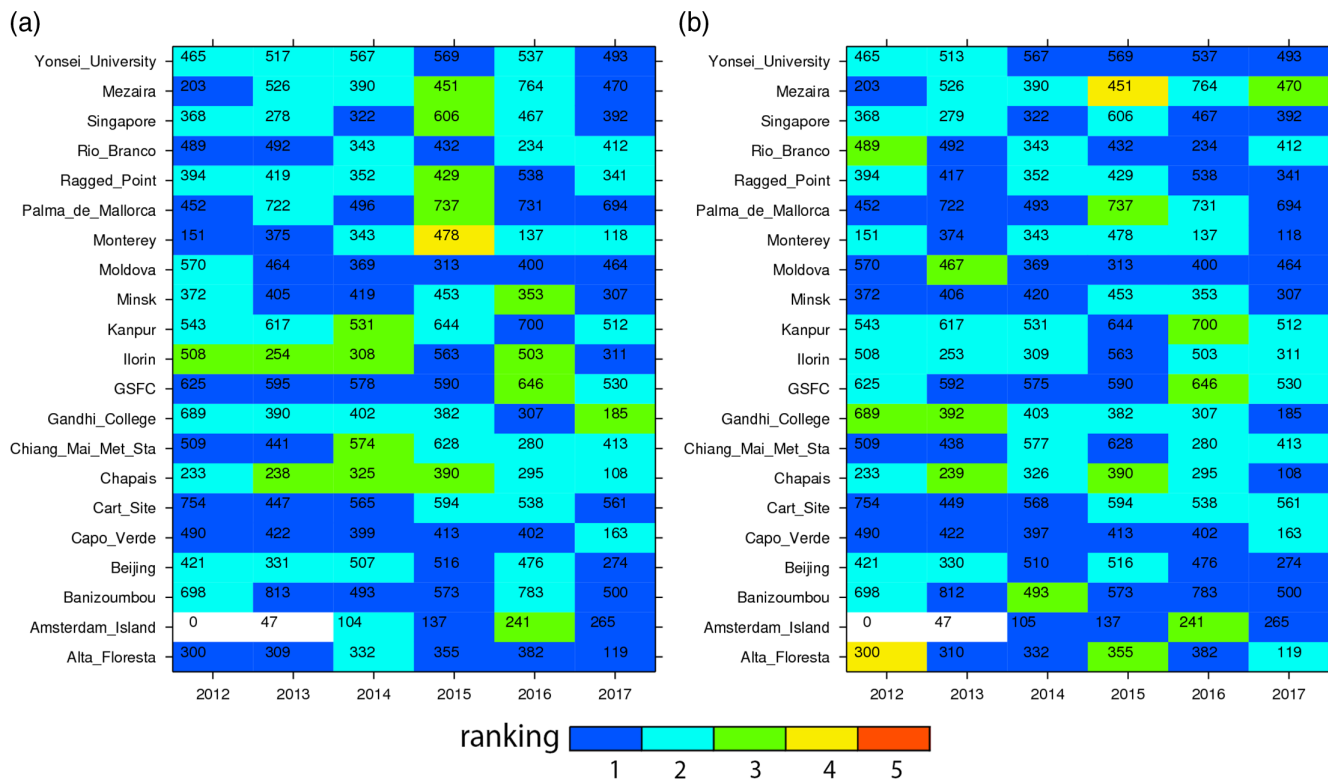 (a) (b)
Yonsei_University 465 517 567 569 537 493 Yonsei_University 465 513 567 569 537 493
Mezaira 203 526 390 451 764 470 Mezaira 203 526 390 451 764 470
Singapore 368 278 322 606 467 392 Singapore 368 279 322 606 467 392
Rio_Branco 489 492 343 432 234 412 Rio_Branco 489 492 343 432 234 412
Ragged_Point 394 419 352 429 538 341 Ragged_Point 394 417 352 429 538 341
Palma_de_Mallorca 452 722 496 737 731 694 Palma_de_Mallorca 452 722 493 737 731 694
Monterey 151 375 343 478 137 118 Monterey 151 374 343 478 137 118
Moldova 570 464 369 313 400 464 Moldova 570 467 369 313 400 464
Minsk 372 405 419 453 353 307 Minsk 372 406 420 453 353 307
Kanpur 543 617 531 644 700 512 Kanpur 543 617 531 644 700 512
Ilorin 508 254 308 563 503 311 Ilorin 508 253 309 563 503 311
GSFC 625 595 578 590 646 530 GSFC 625 592 575 590 646 530
Gandhi_College 689 390 402 382 307 185 Gandhi_College 689 392 403 382 307 185
Chiang_Mai_Met_Sta 509 441 574 628 280 413 Chiang_Mai_Met_Sta 509 438 577 628 280 413
Chapais 233 238 325 390 295 108 Chapais 233 239 326 390 295 108
Cart_Site 754 447 565 594 538 561 Cart_Site 754 449 568 594 538 561
Capo_Verde 490 422 399 413 402 163 Capo_Verde 490 422 397 413 402 163
Beijing 421 331 507 516 476 274 Beijing 421 330 510 516 476 274
Banizoumbou 698 813 493 573 783 500 Banizoumbou 698 812 493 573 783 500
Amsterdam_Island 0 47 104 137 241 265 Amsterdam_Island 0 47 105 137 241 265
Alta_Floresta 300 309 332 355 382 119 Alta_Floresta 300 310 332 355 382 119
2012 2013 2014 2015 2016 2017 2012 2013 2014 2015 2016 2017
ranking
1 2 3 4 5